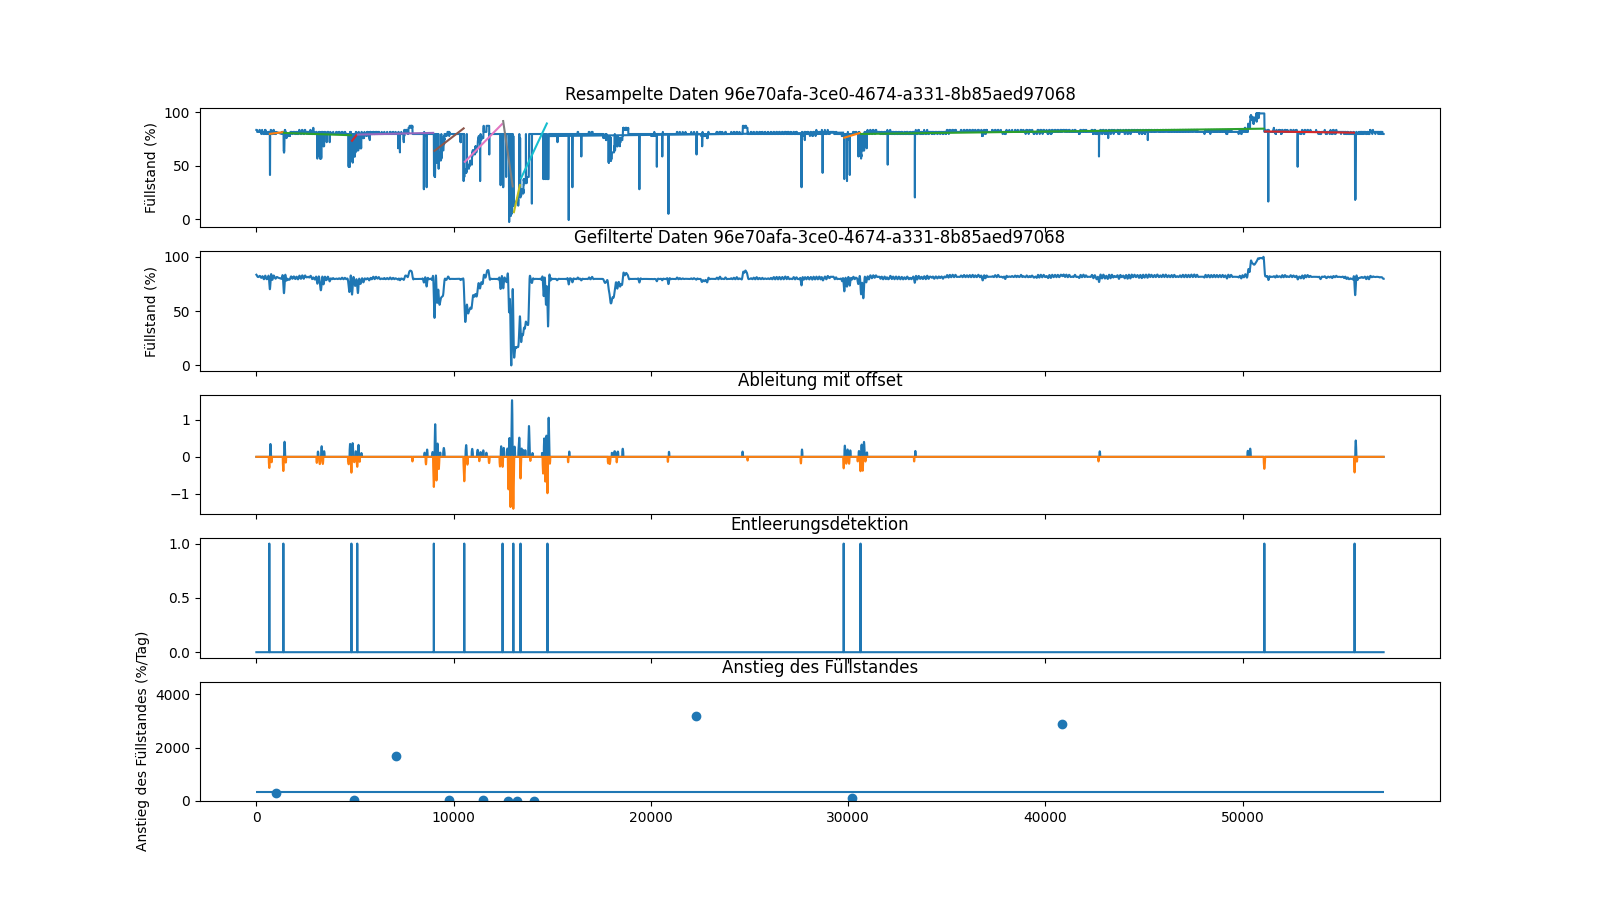 Resampelte Daten 96e70afa-3ce0-4674-a331-8b85aed97068
Füllstand (%)
100
50
0
Gefilterte Daten 96e70afa-3ce0-4674-a331-8b85aed97068
Füllstand (%)
100
50
0
Ableitung mit offset
1
0
−1
Entleerungsdetektion
1.0
0.5
0.0
Anstieg des Füllstandes
Anstieg des Füllstandes (%/Tag)
4000
2000
0
0 10000 20000 30000 40000 50000